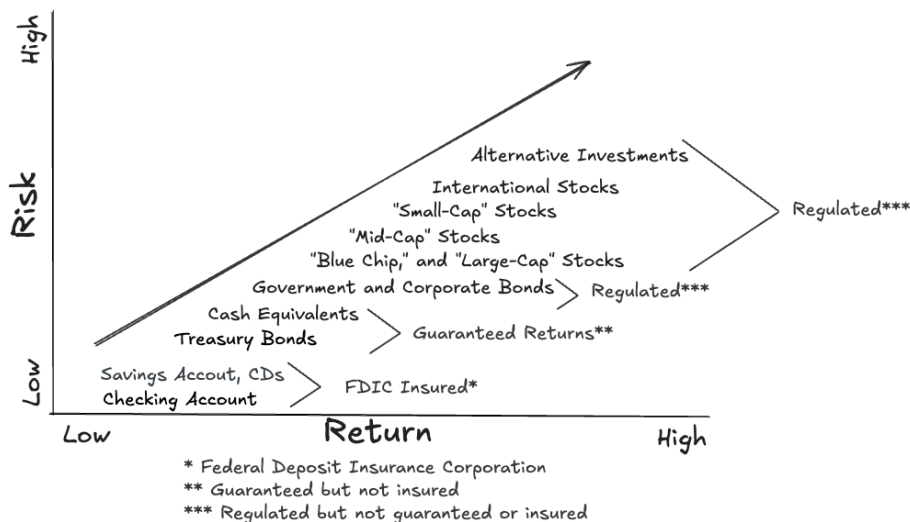 High
Alternative Investments
International Stocks
Regulated***
"Small-Cap" Stocks
Risk
"Mid-Cap" Stocks
"Blue Chip," and "Large-Cap" Stocks
Government and Corporate Bonds
Regulated***
Cash Equivalents
Guaranteed Returns**
Treasury Bonds
Low
Savings Accout, CDs
FDIC Insured*
Checking Account
Low
Return
High
* Federal Deposit Insurance Corporation
** Guaranteed but not insured
*** Regulated but not guaranteed or insured